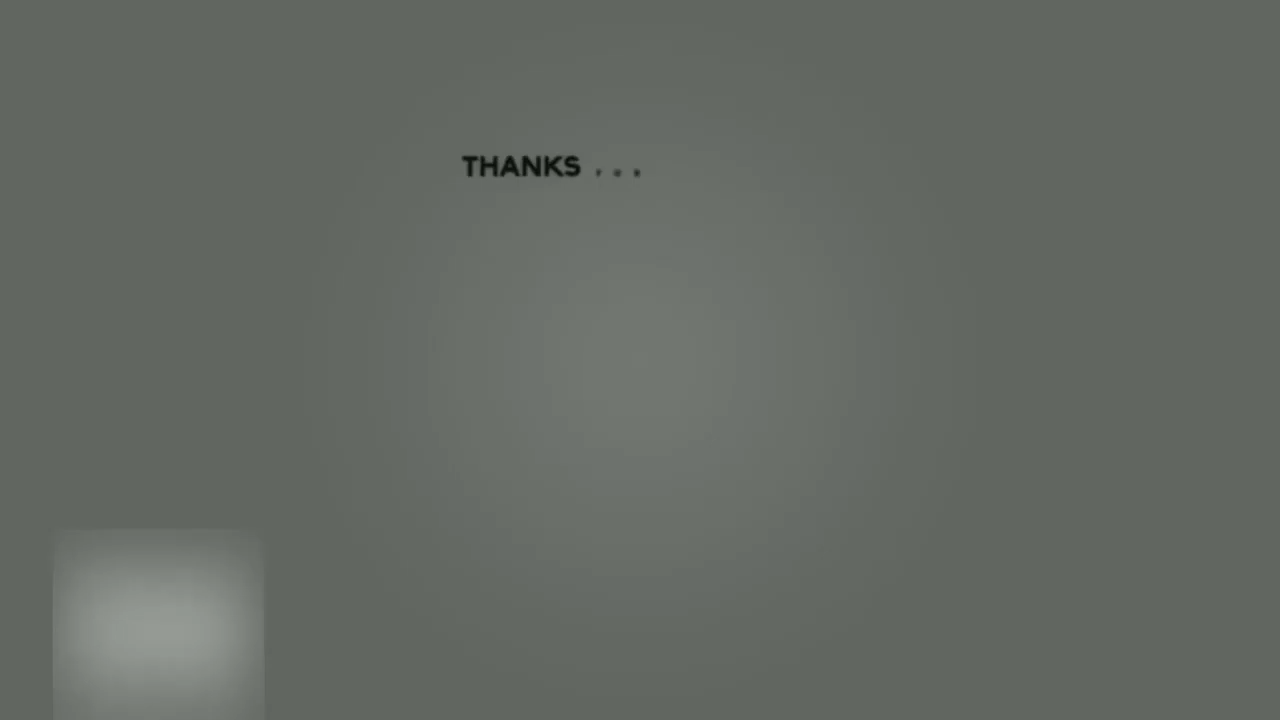 THANKS . . .